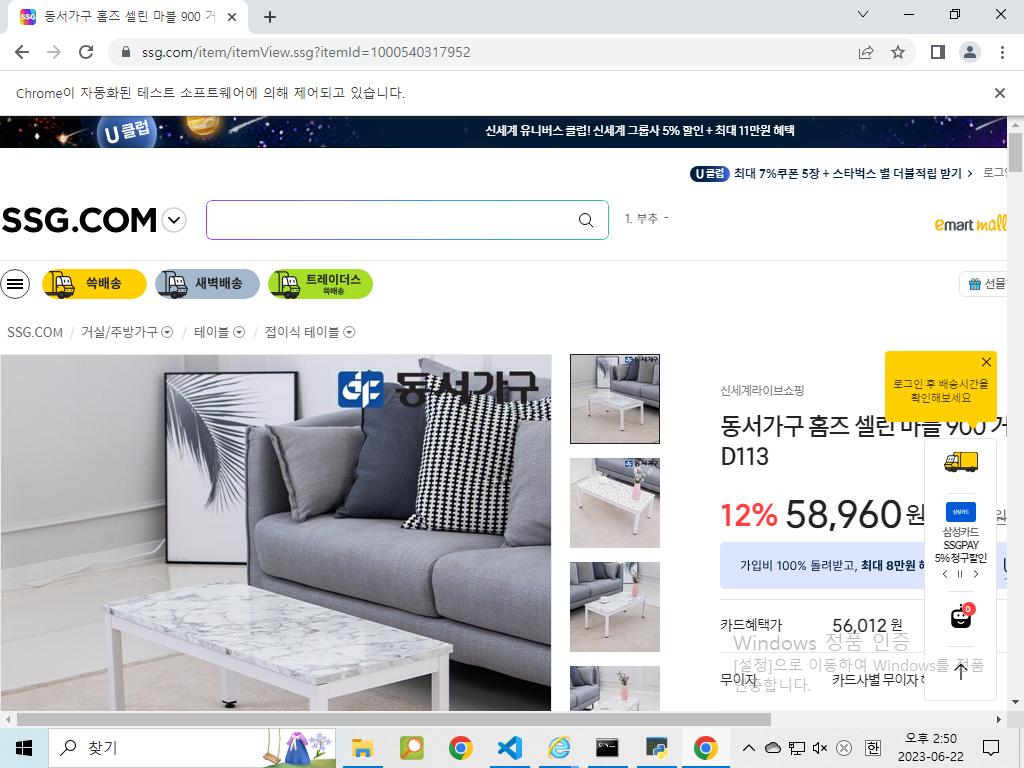 동서가구 홈즈 셀린 마블 900 거
ssg.com/item/itemView.ssg?itemId=1000540317952
Chrome이 자동화된 테스트 소프트웨어에 의해 제어되고 있습니다.
U 클럽
신세계 유니버스 클럽! 신세계 그룹사 5% 할인 + 최대 11만원 혜택
U 클럽 최대 7%쿠폰 5장 + 스타벅스 별 더블적립 받기 > 로그인
SSG.COM
1. 부추 -
emart mall
쓱배송
새벽배송
트레이더스
쓱배송
선물
SSG.COM / 거실/주방가구 / 테이블 / 접이식 테이블
동서가구
로그인 후 배송시간을
확인해보세요
신세계라이브쇼핑
동서가구 홈즈 셀린 마블 900 거
D113
12% 58,960원
삼성카드
삼성카드
SSGPAY
5% 청구할인
가입비 100% 돌려받고, 최대 8만원 혜
0
카드혜택가 56,012 원
Windows 정품 인증
[설정]으로 이동하여 Windows를 정품
인증합니다.
무이자 카드사별 무이자
찾기
한
오후 2:50
2023-06-22